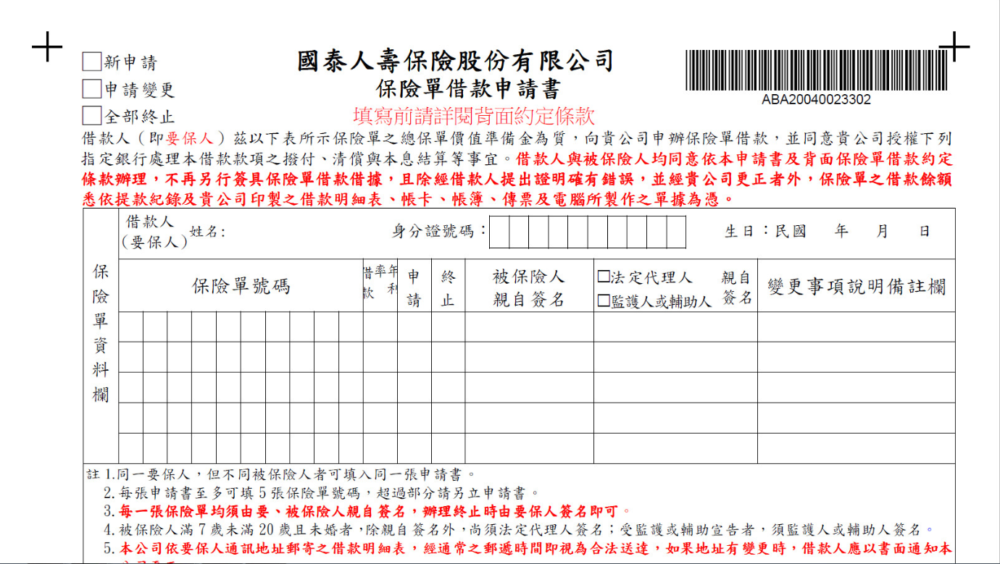 新申請
申請變更
全部終止
國泰人壽保險股份有限公司
保險單借款申請書
填寫前請詳閱背面約定條款
ABA20040023302
借款人（即要保人）茲以下表所示保險單之總保單價值準備金為質，向貴公司申辦保險單借款，並同意貴公司授權下列
指定銀行處理本借款款項之撥付、清償與本息結算等事宜。借款人與被保險人均同意依本申請書及背面保險單借款約定
條款辦理，不再另行簽具保險單借款借據，且除經借款人提出證明確有錯誤，並經貴公司更正者外，保險單之借款餘額
悉依提款紀錄及貴公司印製之借款明細表、帳卡、帳簿、傳票及電腦所製作之單據為憑。
保險單資料欄
借款人
（要保人）
姓名:
身分證號碼：
生日：民國 年 月 日
保險單號碼
借款
年利率
申請
終止
被保險人
親自簽名
□法定代理人
□監護人或輔助人
親自
簽名
變更事項說明備註欄
註 1.同一要保人，但不同被保險人者可填入同一張申請書。
2.每張申請書至多可填 5 張保險單號碼，超過部分請另立申請書。
3.每一張保險單均須由要、被保險人親自簽名，辦理終止時由要保人簽名即可。
4.被保險人滿 7 歲未滿 20 歲且未婚者，除親自簽名外，尚須法定代理人簽名；受監護或輔助宣告者，須監護人或輔助人簽名。
5.本公司依要保人通訊地址郵寄之借款明細表，經通常之郵遞時間即視為合法送達，如果地址有變更時，借款人應以書面通知本